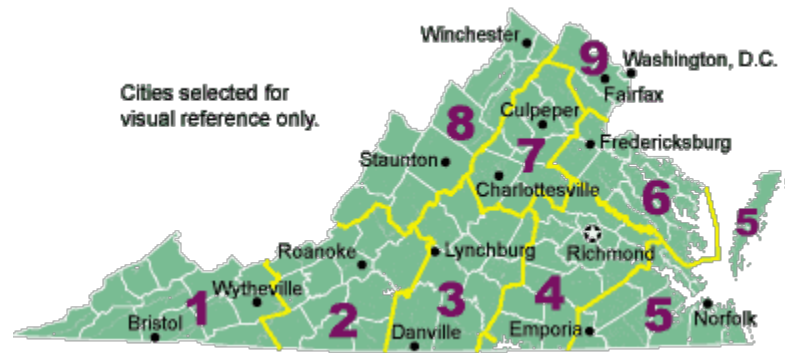 Winchester
9
Washington, D.C.
Cities selected for
visual reference only.
Fairfax
8
Culpeper
Fredericksburg
Staunton
7
Charlottesville
6
5
Roanoke
Lynchburg
Richmond
Wytheville
1
2
3
4
5
Bristol
Danville
Emporia
Norfolk